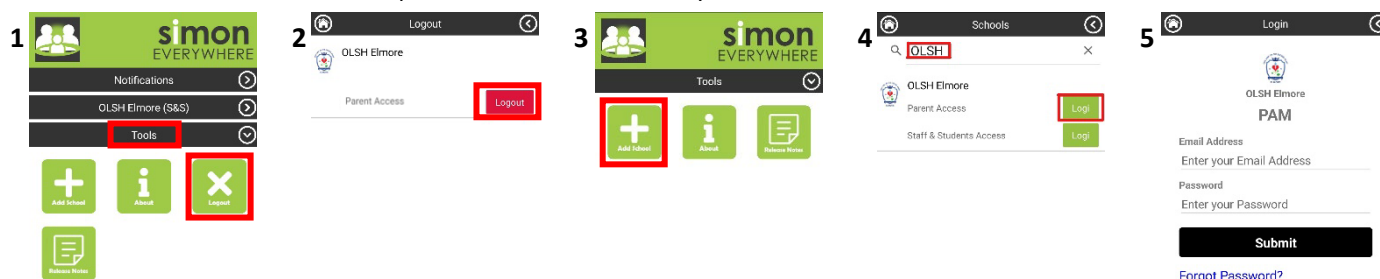 1
simon
EVERYWHERE
Notifications
OLSH Elmore (S&S)
Tools
Add School
About
Logout
Release Notes
2
Logout
OLSH Elmore
Parent Access
Logout
3
simon
EVERYWHERE
Tools
Add School
About
Release Notes
4
Schools
OLSH
OLSH Elmore
Parent Access
Logi
Staff & Students Access
Logi
5
Login
OLSH Elmore
PAM
Email Address
Enter your Email Address
Password
Enter your Password
Submit
Forgot Password?